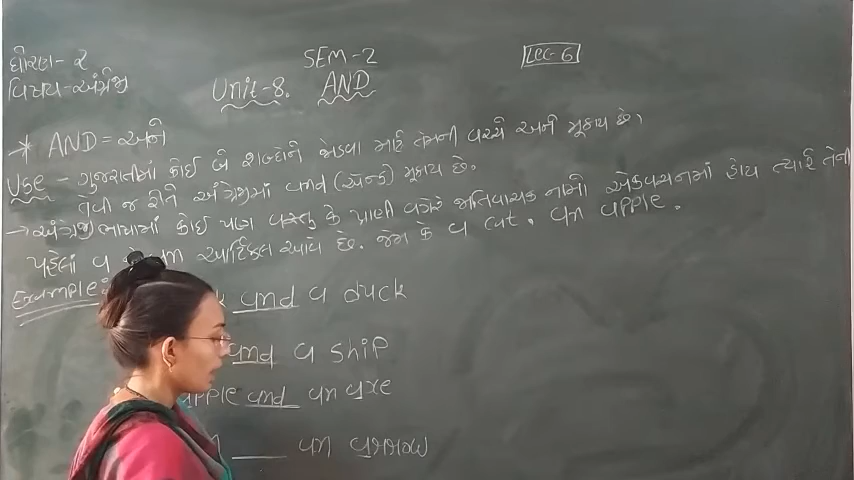 ધોરણ-૨
વિષય-અંગ્રેજી
SEM-2
Lec-6
Unit-8. AND
* AND = અને
Use - ગુજરાતીમાં કોઈ બે શબ્દોને જોડવા માટે તેમની વચ્ચે અને મૂકાય છે.
તેવી જ રીતે અંગ્રેજીમાં and (એન્ડ) મૂકાય છે.
→ અંગ્રેજી ભાષામાં કોઈ પણ વસ્તુ કે પ્રાણી વગેરે જાતિવાચક નામો એકવચનમાં હોય ત્યારે તેની
પહેલાં a an આર્ટિકલ આવે છે. જેમ કે a cat. an apple.
Example:
and a duck
and a ship
apple and an axe
___ an arrow